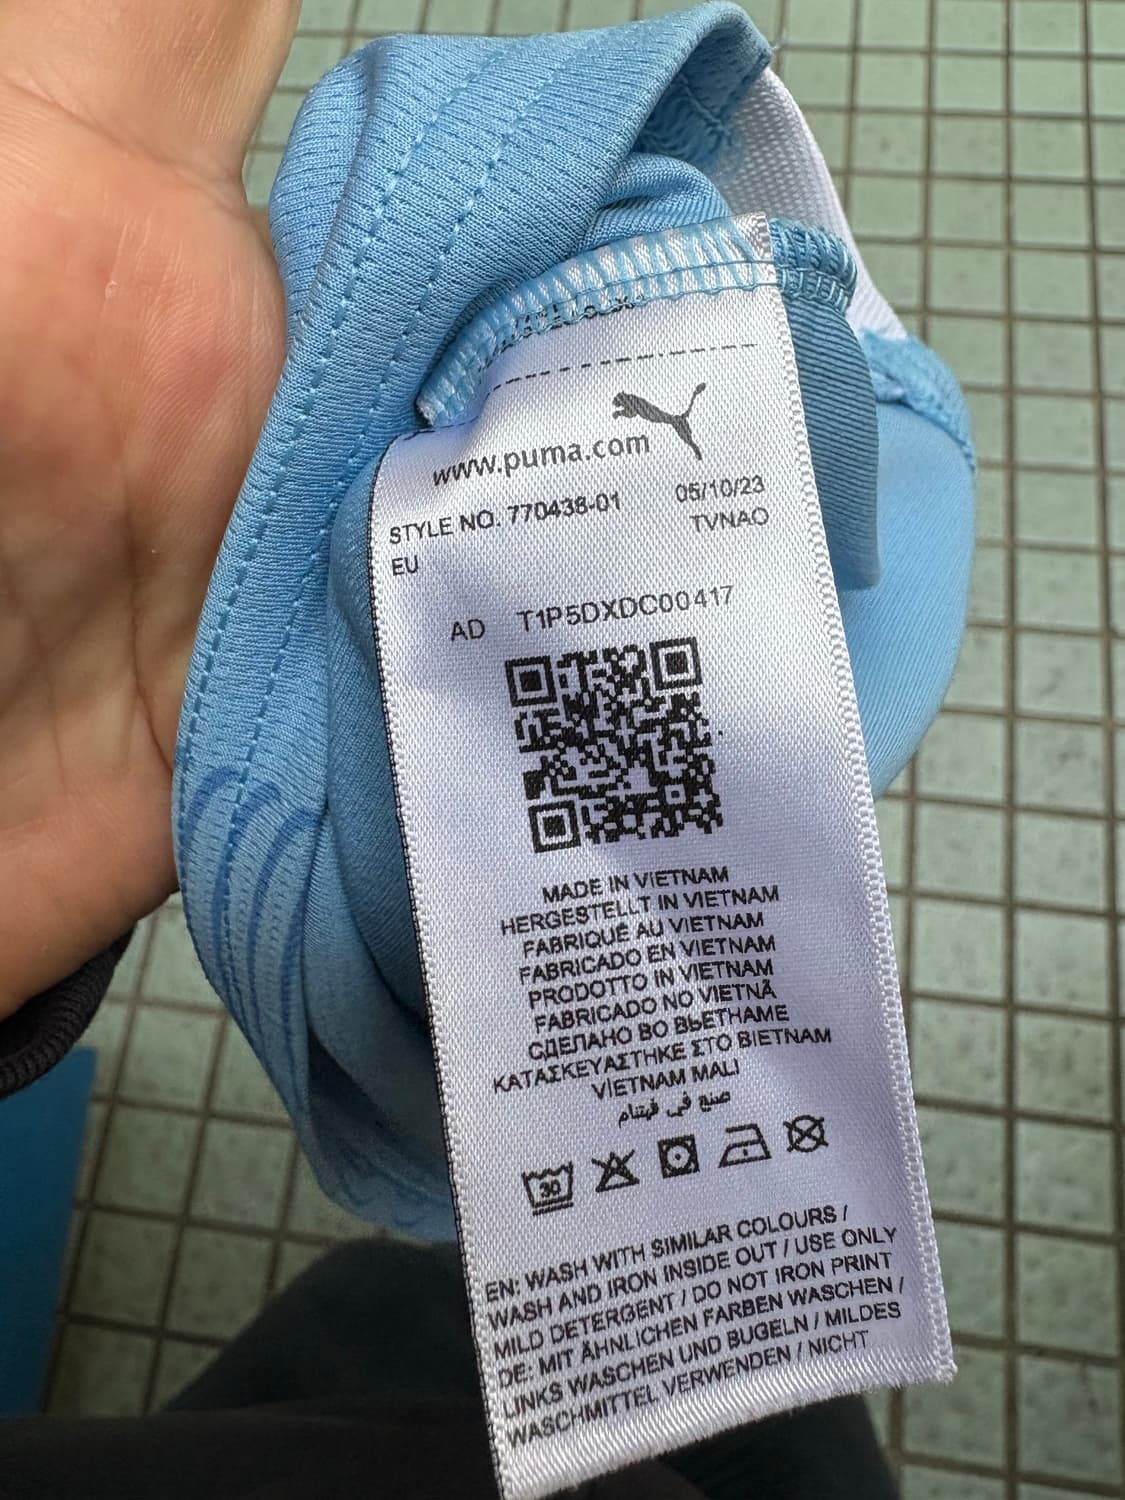 www.puma.com
STYLE NO. 770438-01 05/10/23
EU TVNAO
AD T1P5DXDC00417
MADE IN VIETNAM
HERGESTELLT IN VIETNAM
FABRIQUÉ AU VIETNAM
FABRICADO EN VIETNAM
PRODOTTO IN VIETNAM
FABRICADO NO VIETNÃ
СДЕЛАНО ВО ВЬЕТНАМЕ
ΚΑΤΑΣΚΕΥΑΣΤΗΚΕ ΣΤΟ ΒΙΕΤΝΑΜ
VİETNAM MALI
صنع في فيتنام
30
EN: WASH WITH SIMILAR COLOURS /
WASH AND IRON INSIDE OUT / USE ONLY
MILD DETERGENT / DO NOT IRON PRINT
DE: MIT ÄHNLICHEN FARBEN WASCHEN /
LINKS WASCHEN UND BÜGELN / MILDES
WASCHMITTEL VERWENDEN / NICHT